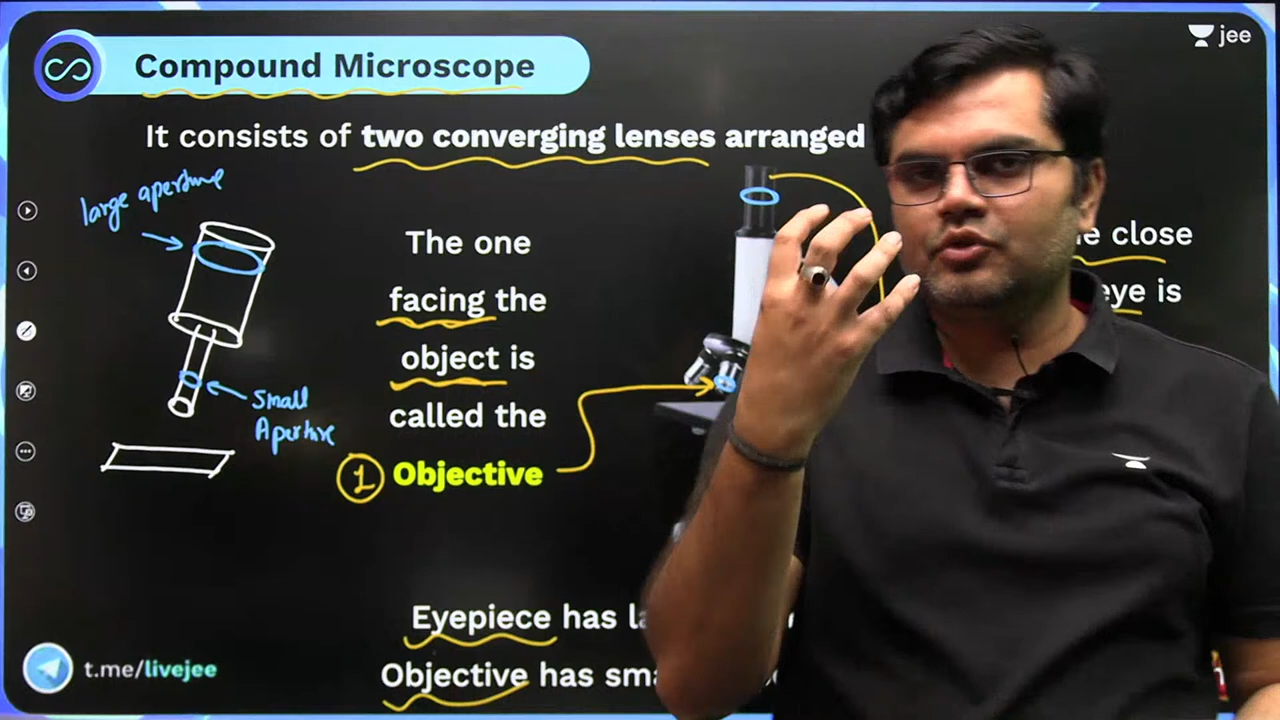 jee
Compound Microscope
It consists of two converging lenses arranged
large aperture
The one
facing the
object is
called the
1 Objective
close
eye is
Small
Aperture
Eyepiece has
Objective has
t.me/livejee